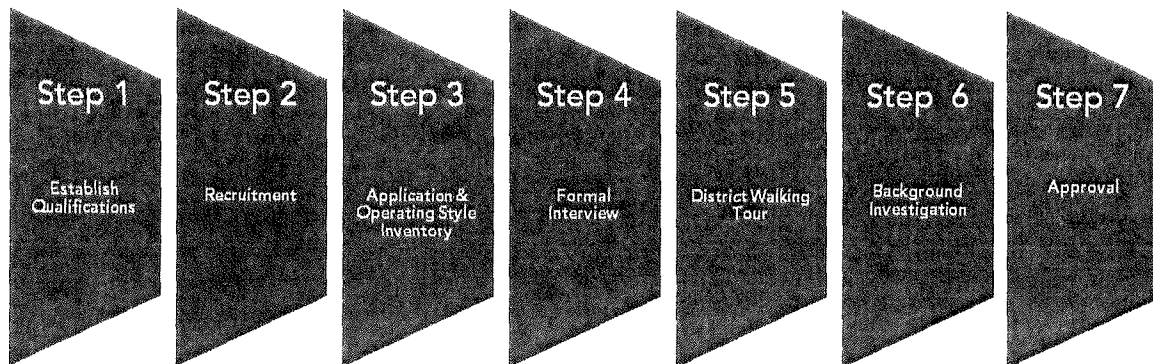 Step 1
Establish
Qualifications
Step 2
Recruitment
Step 3
Application &
Operating Style
Inventory
Step 4
Formal
Interview
Step 5
District Walking
Tour
Step 6
Background
Investigation
Step 7
Approval